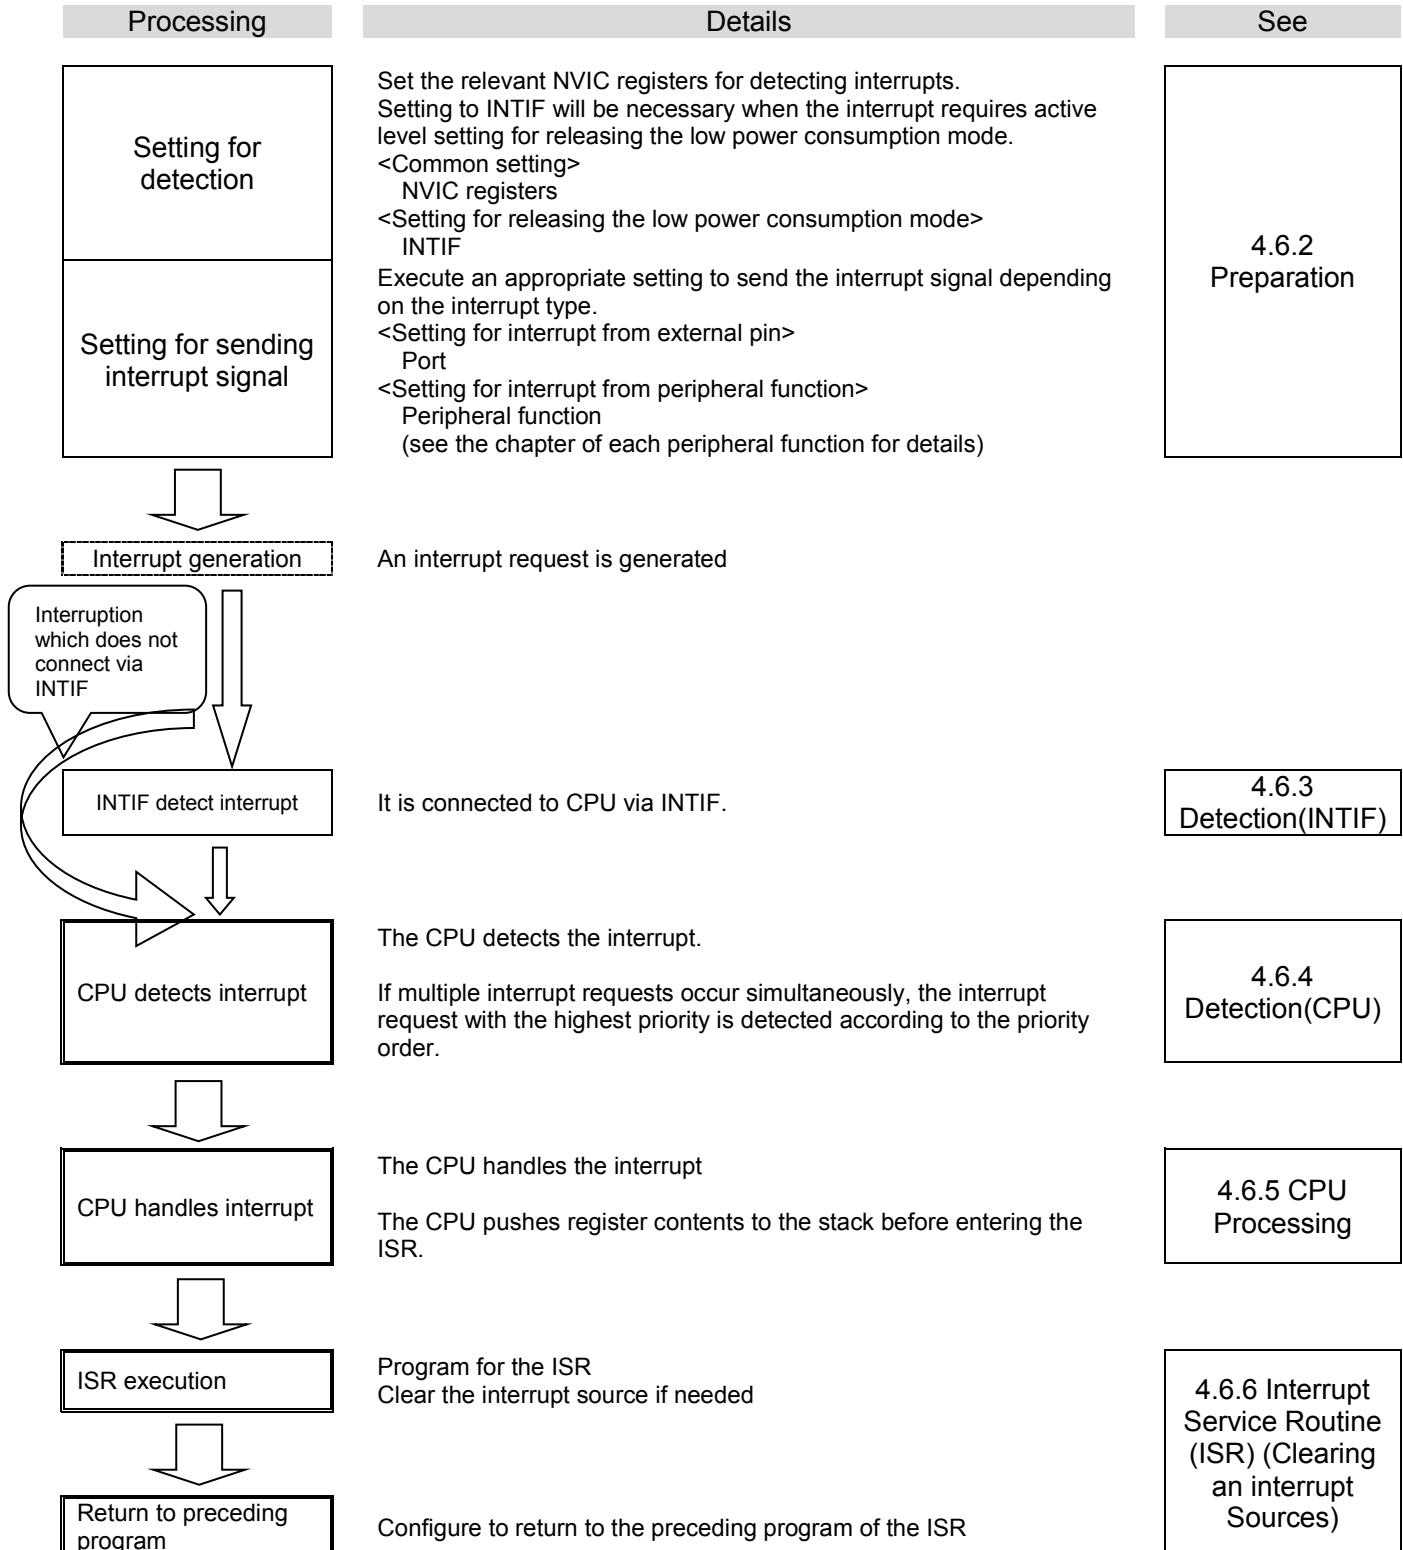 Processing
Details
See
Setting for
detection
Set the relevant NVIC registers for detecting interrupts.
Setting to INTIF will be necessary when the interrupt requires active
level setting for releasing the low power consumption mode.
<Common setting>
NVIC registers
<Setting for releasing the low power consumption mode>
INTIF
4.6.2
Preparation
Setting for sending
interrupt signal
Execute an appropriate setting to send the interrupt signal depending
on the interrupt type.
<Setting for interrupt from external pin>
Port
<Setting for interrupt from peripheral function>
Peripheral function
(see the chapter of each peripheral function for details)
Interrupt generation
An interrupt request is generated
Interruption
which does not
connect via
INTIF
INTIF detect interrupt
It is connected to CPU via INTIF.
4.6.3
Detection(INTIF)
CPU detects interrupt
The CPU detects the interrupt.
If multiple interrupt requests occur simultaneously, the interrupt
request with the highest priority is detected according to the priority
order.
4.6.4
Detection(CPU)
CPU handles interrupt
The CPU handles the interrupt
The CPU pushes register contents to the stack before entering the
ISR.
4.6.5 CPU
Processing
ISR execution
Program for the ISR
Clear the interrupt source if needed
4.6.6 Interrupt
Service Routine
(ISR) (Clearing
an interrupt
Sources)
Return to preceding
program
Configure to return to the preceding program of the ISR